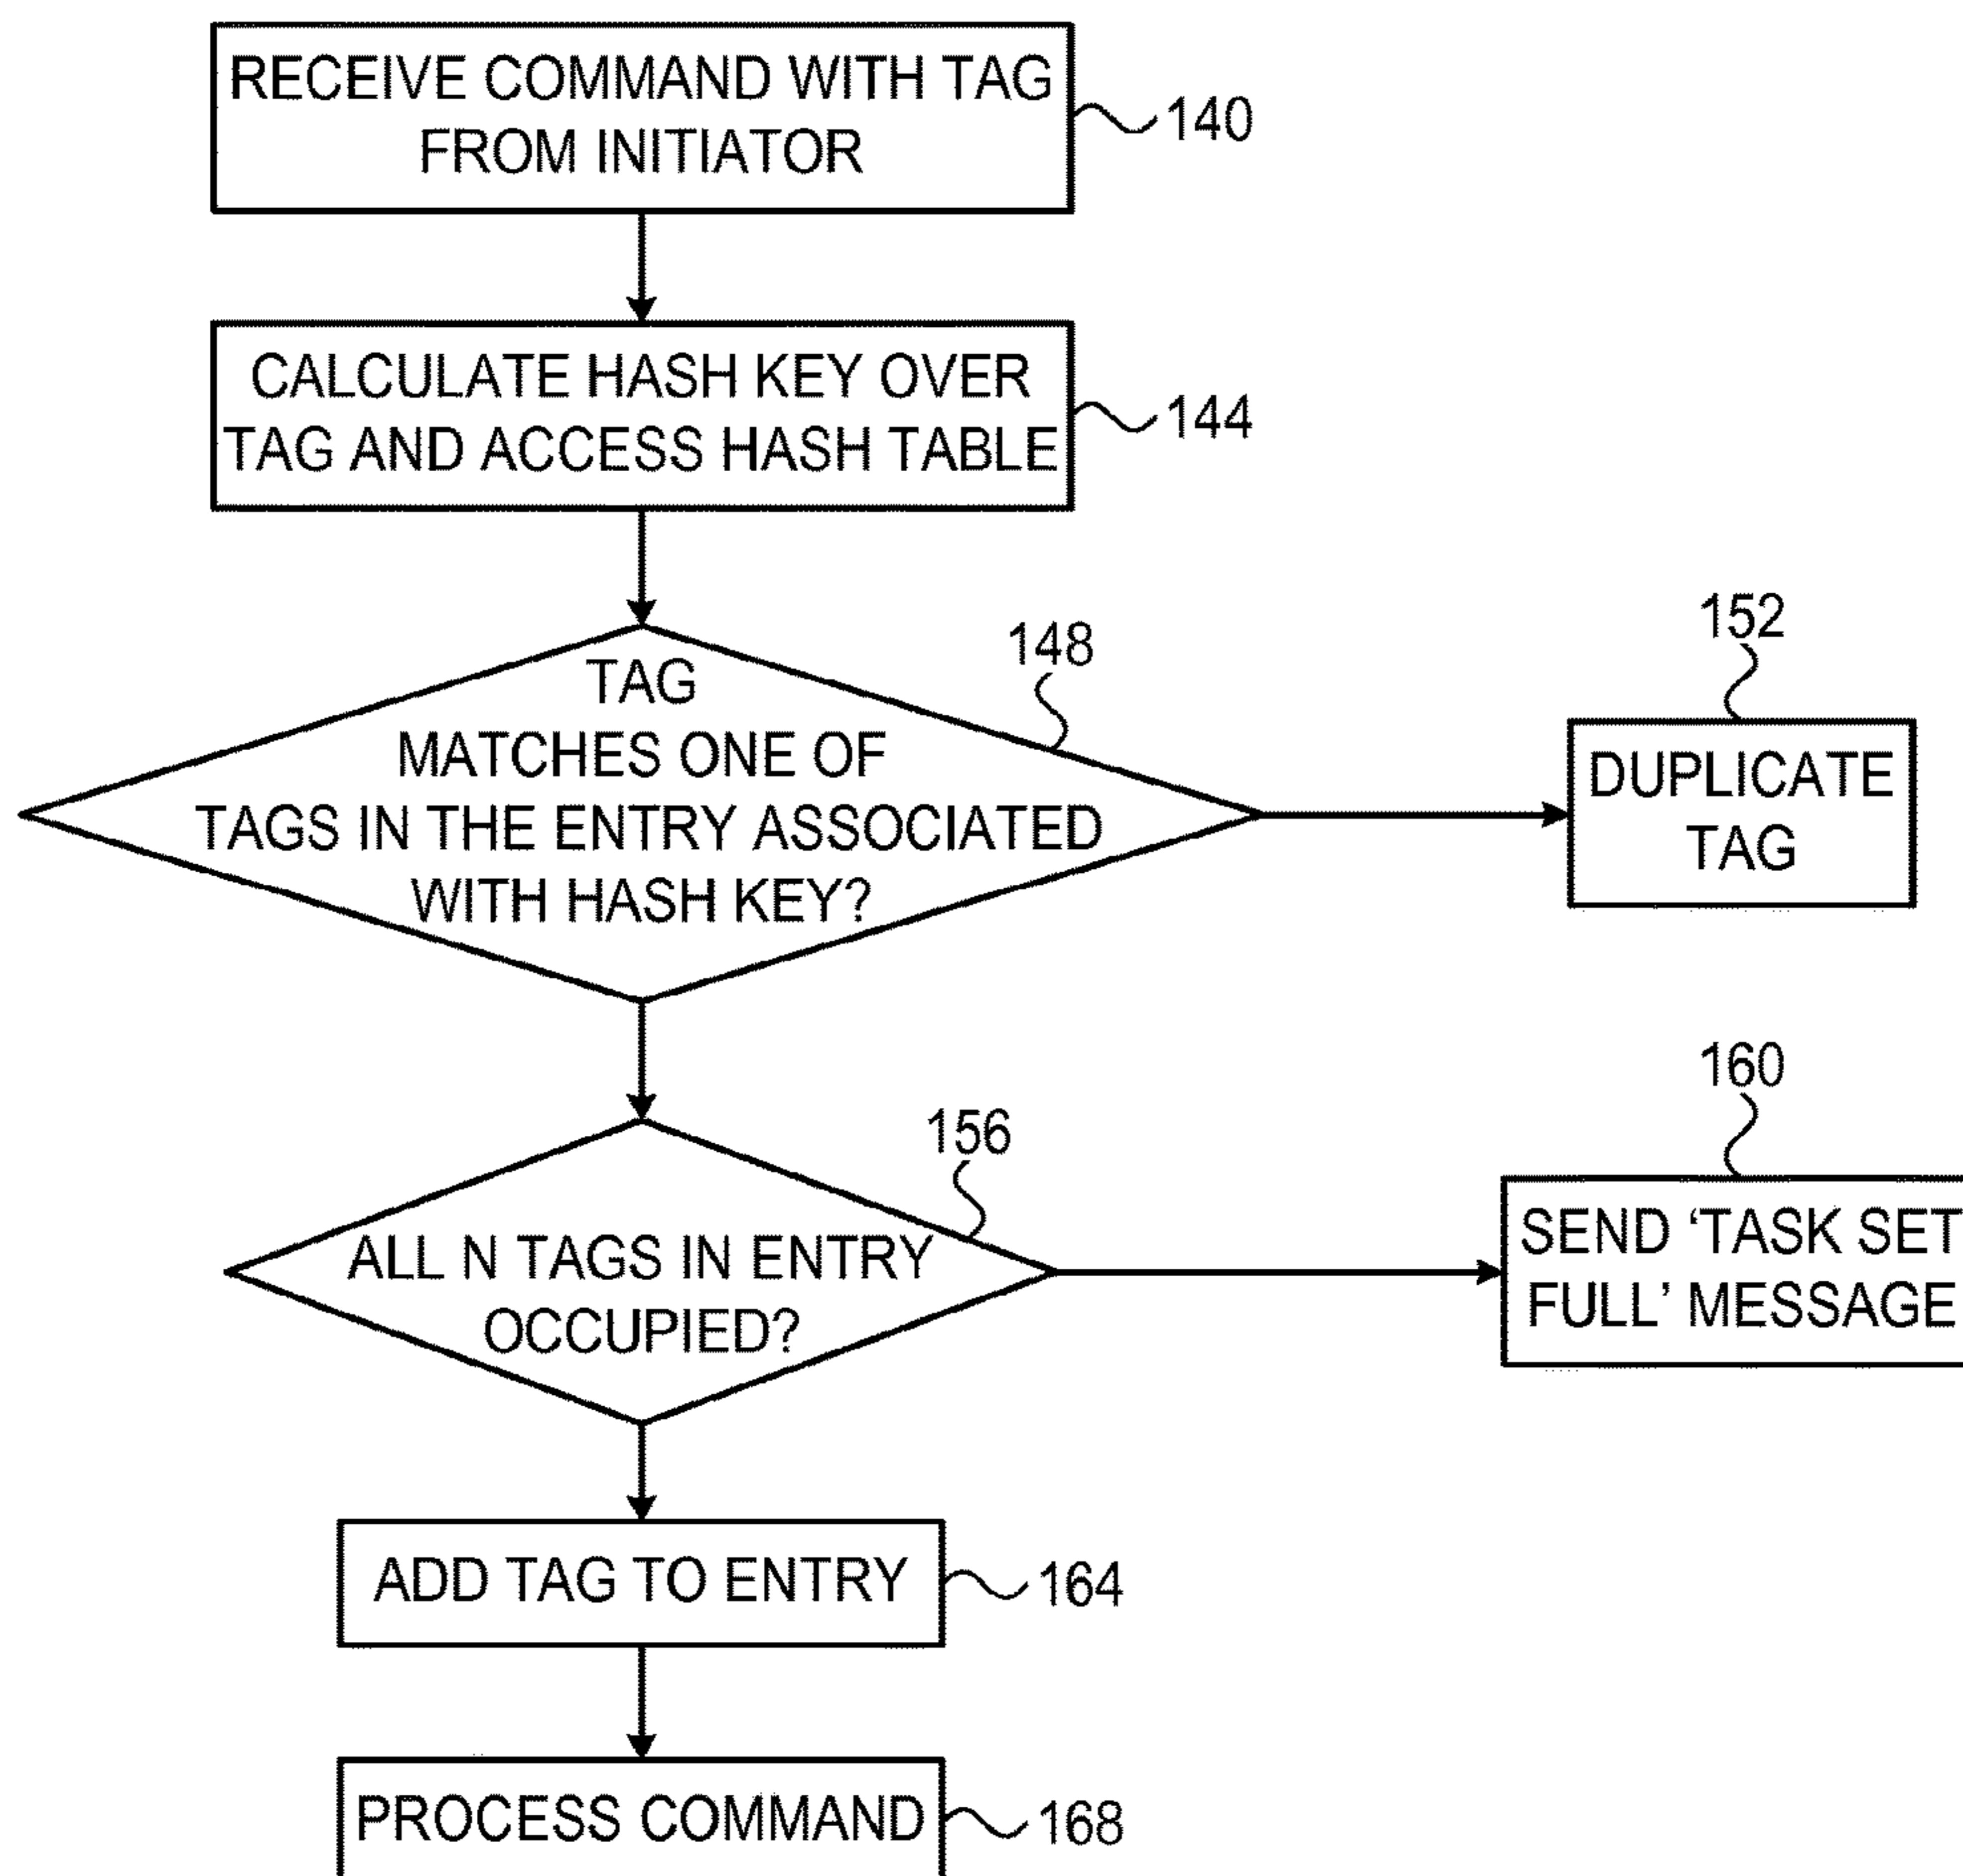 RECEIVE COMMAND WITH TAG
FROM INITIATOR
140
CALCULATE HASH KEY OVER
TAG AND ACCESS HASH TABLE
144
TAG
MATCHES ONE OF
TAGS IN THE ENTRY ASSOCIATED
WITH HASH KEY?
148
152
DUPLICATE
TAG
ALL N TAGS IN ENTRY
OCCUPIED?
156
160
SEND ‘TASK SET
FULL’ MESSAGE
ADD TAG TO ENTRY
164
PROCESS COMMAND
168